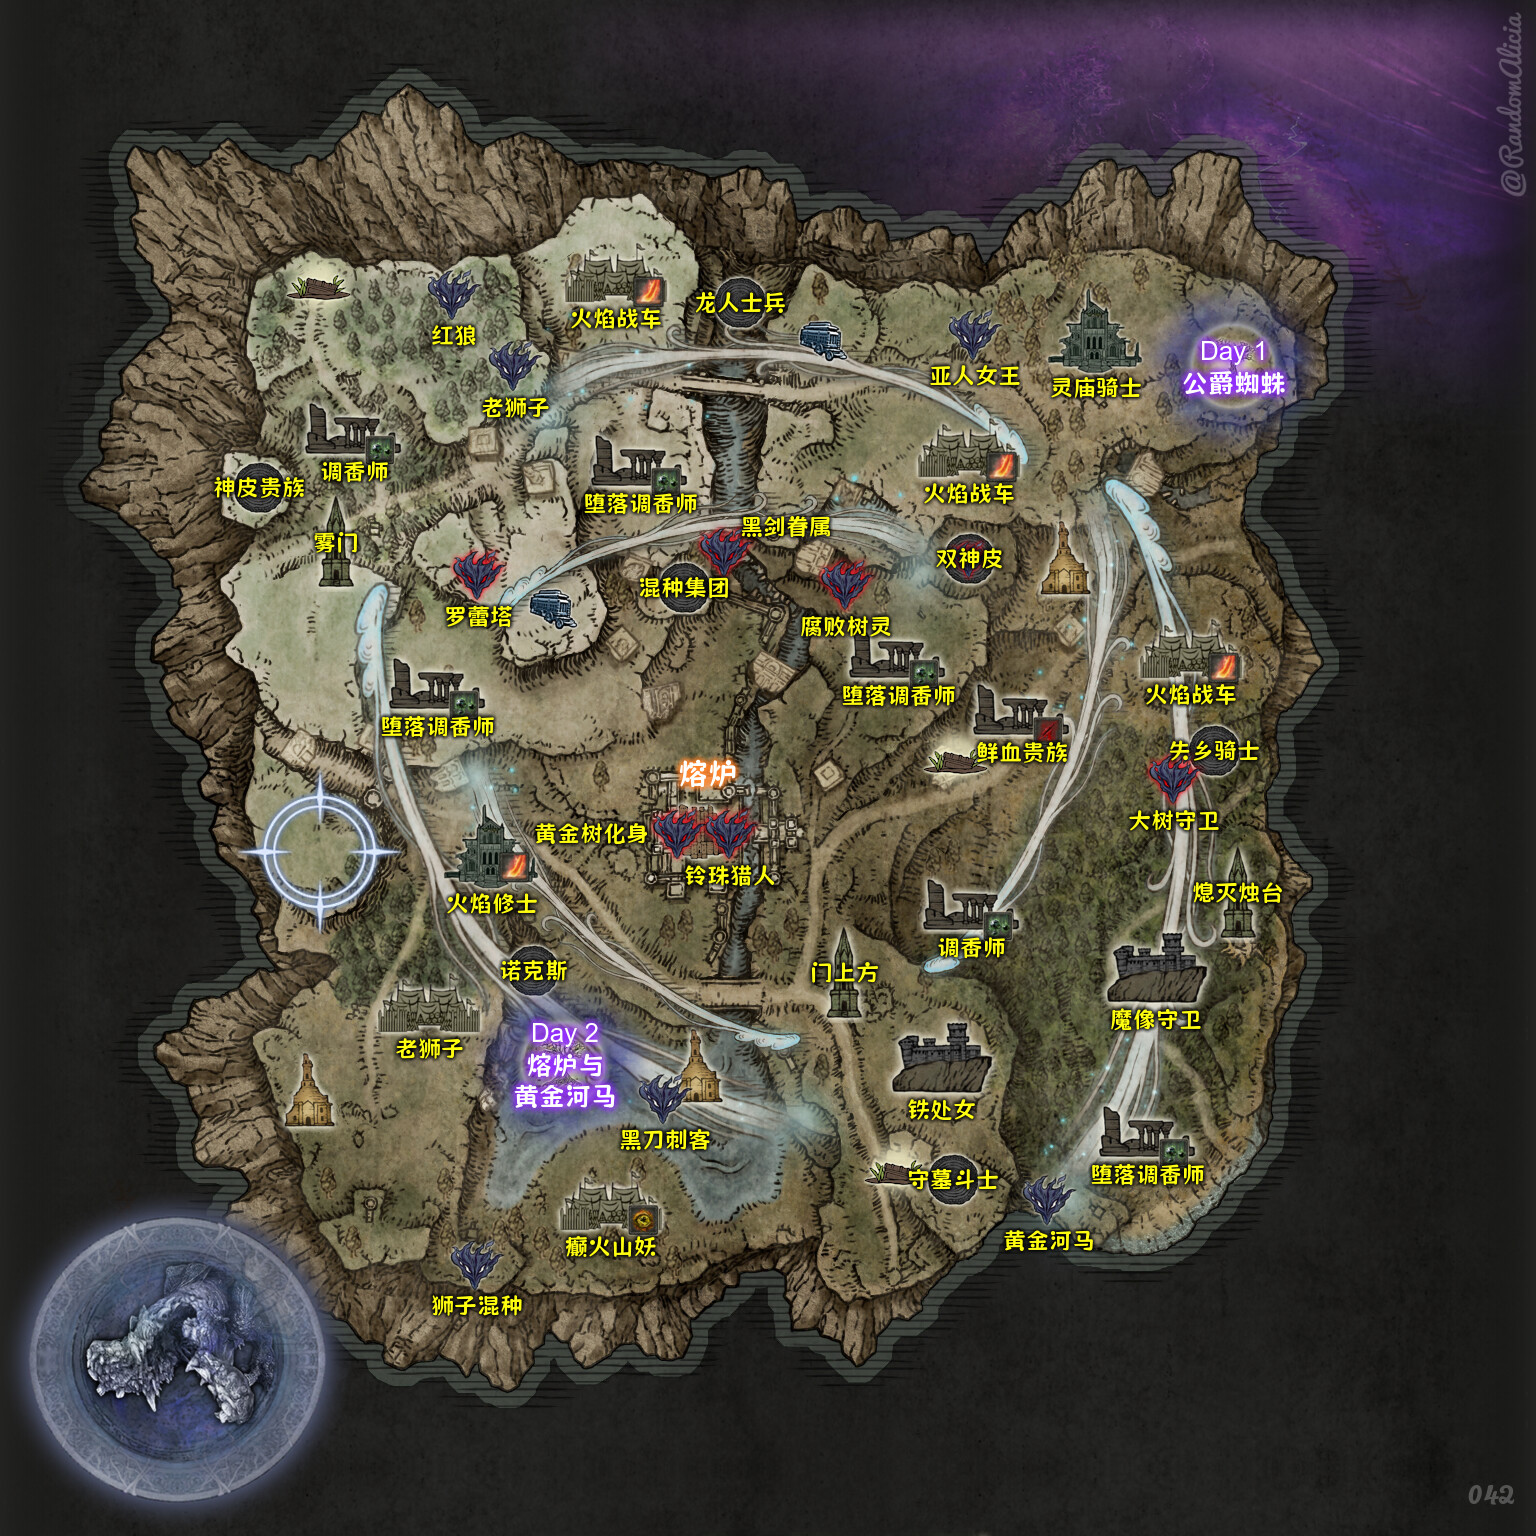 @RandomAlicia
火焰战车
龙人士兵
红狼
亚人女王
灵庙骑士
Day 1
公爵蜘蛛
老狮子
调香师
神皮贵族
堕落调香师
火焰战车
雾门
黑剑眷属
双神皮
混种集团
罗蕾塔
腐败树灵
堕落调香师
火焰战车
堕落调香师
鲜血贵族
失乡骑士
熔炉
大树守卫
黄金树化身
铃珠猎人
火焰修士
熄灭烛台
调香师
诺克斯
门上方
魔像守卫
老狮子
Day 2
熔炉与
黄金河马
铁处女
黑刀刺客
守墓斗士
堕落调香师
黄金河马
癫火山妖
狮子混种
042